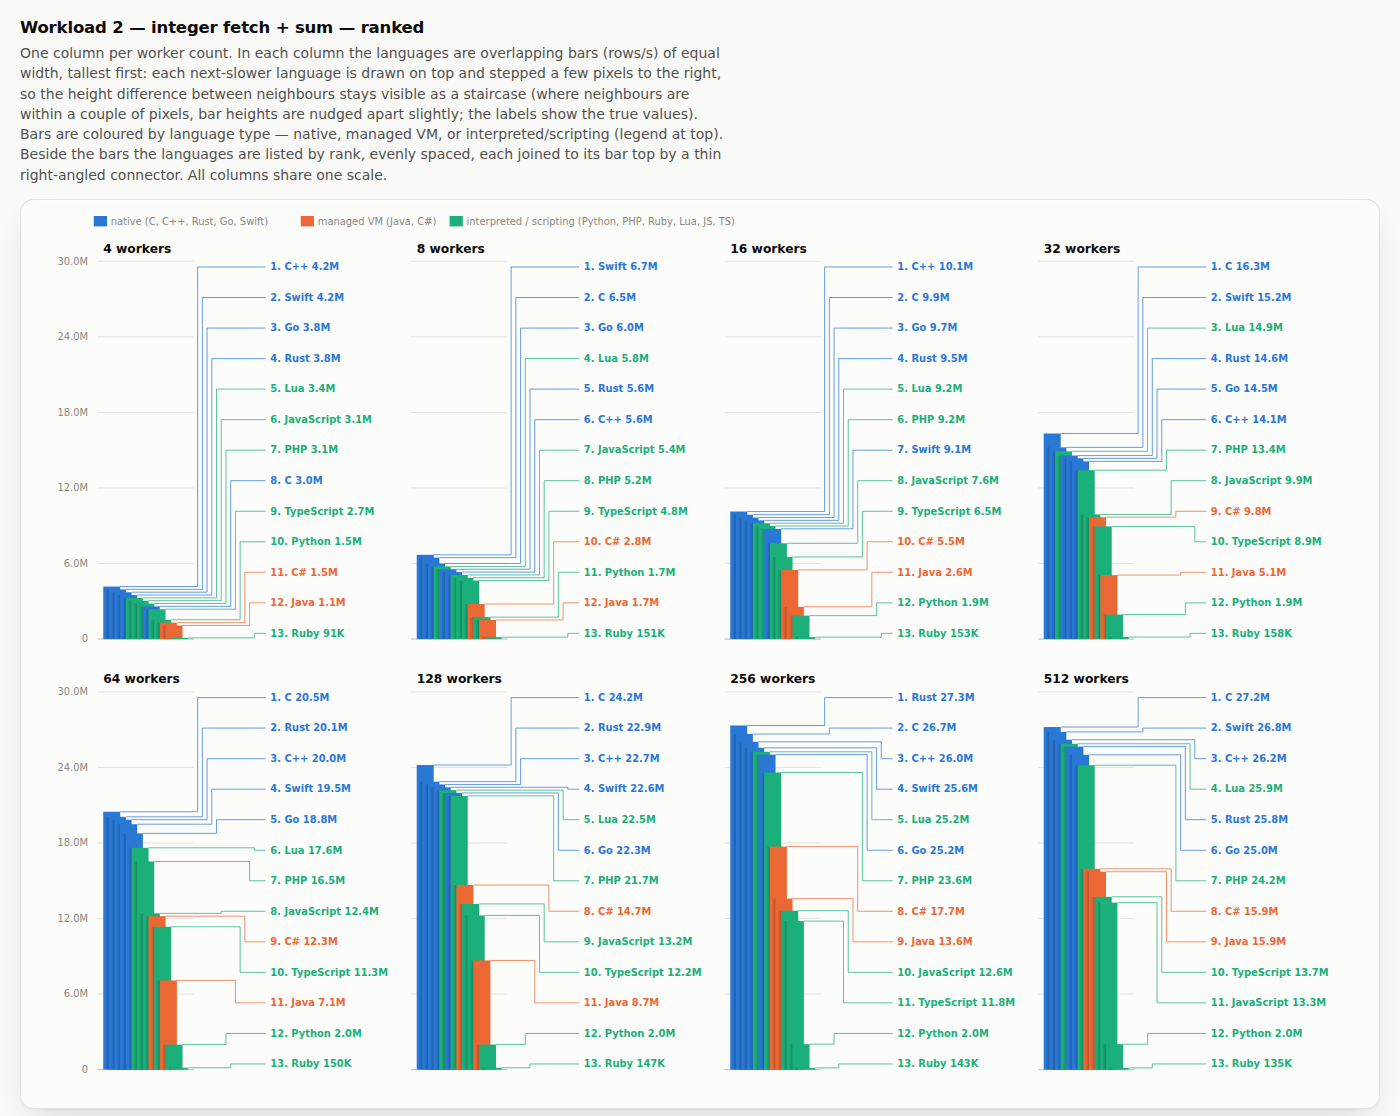 Workload 2 — integer fetch + sum — ranked
One column per worker count. In each column the languages are overlapping bars (rows/s) of equal
width, tallest first: each next-slower language is drawn on top and stepped a few pixels to the right,
so the height difference between neighbours stays visible as a staircase (where neighbours are
within a couple of pixels, bar heights are nudged apart slightly; the labels show the true values).
Bars are coloured by language type — native, managed VM, or interpreted/scripting (legend at top).
Beside the bars the languages are listed by rank, evenly spaced, each joined to its bar top by a thin
right-angled connector. All columns share one scale.
native (C, C++, Rust, Go, Swift)
managed VM (Java, C#)
interpreted / scripting (Python, PHP, Ruby, Lua, JS, TS)
4 workers
30.0M
24.0M
18.0M
12.0M
6.0M
0
1. C++ 4.2M
2. Swift 4.2M
3. Go 3.8M
4. Rust 3.8M
5. Lua 3.4M
6. JavaScript 3.1M
7. PHP 3.1M
8. C 3.0M
9. TypeScript 2.7M
10. Python 1.5M
11. C# 1.5M
12. Java 1.1M
13. Ruby 91K
8 workers
1. Swift 6.7M
2. C 6.5M
3. Go 6.0M
4. Lua 5.8M
5. Rust 5.6M
6. C++ 5.6M
7. JavaScript 5.4M
8. PHP 5.2M
9. TypeScript 4.8M
10. C# 2.8M
11. Python 1.7M
12. Java 1.7M
13. Ruby 151K
16 workers
1. C++ 10.1M
2. C 9.9M
3. Go 9.7M
4. Rust 9.5M
5. Lua 9.2M
6. PHP 9.2M
7. Swift 9.1M
8. JavaScript 7.6M
9. TypeScript 6.5M
10. C# 5.5M
11. Java 2.6M
12. Python 1.9M
13. Ruby 153K
32 workers
1. C 16.3M
2. Swift 15.2M
3. Lua 14.9M
4. Rust 14.6M
5. Go 14.5M
6. C++ 14.1M
7. PHP 13.4M
8. JavaScript 9.9M
9. C# 9.8M
10. TypeScript 8.9M
11. Java 5.1M
12. Python 1.9M
13. Ruby 158K
64 workers
30.0M
24.0M
18.0M
12.0M
6.0M
0
1. C 20.5M
2. Rust 20.1M
3. C++ 20.0M
4. Swift 19.5M
5. Go 18.8M
6. Lua 17.6M
7. PHP 16.5M
8. JavaScript 12.4M
9. C# 12.3M
10. TypeScript 11.3M
11. Java 7.1M
12. Python 2.0M
13. Ruby 150K
128 workers
1. C 24.2M
2. Rust 22.9M
3. C++ 22.7M
4. Swift 22.6M
5. Lua 22.5M
6. Go 22.3M
7. PHP 21.7M
8. C# 14.7M
9. JavaScript 13.2M
10. TypeScript 12.2M
11. Java 8.7M
12. Python 2.0M
13. Ruby 147K
256 workers
1. Rust 27.3M
2. C 26.7M
3. C++ 26.0M
4. Swift 25.6M
5. Lua 25.2M
6. Go 25.2M
7. PHP 23.6M
8. C# 17.7M
9. Java 13.6M
10. JavaScript 12.6M
11. TypeScript 11.8M
12. Python 2.0M
13. Ruby 143K
512 workers
1. C 27.2M
2. Swift 26.8M
3. C++ 26.2M
4. Lua 25.9M
5. Rust 25.8M
6. Go 25.0M
7. PHP 24.2M
8. C# 15.9M
9. Java 15.9M
10. TypeScript 13.7M
11. JavaScript 13.3M
12. Python 2.0M
13. Ruby 135K